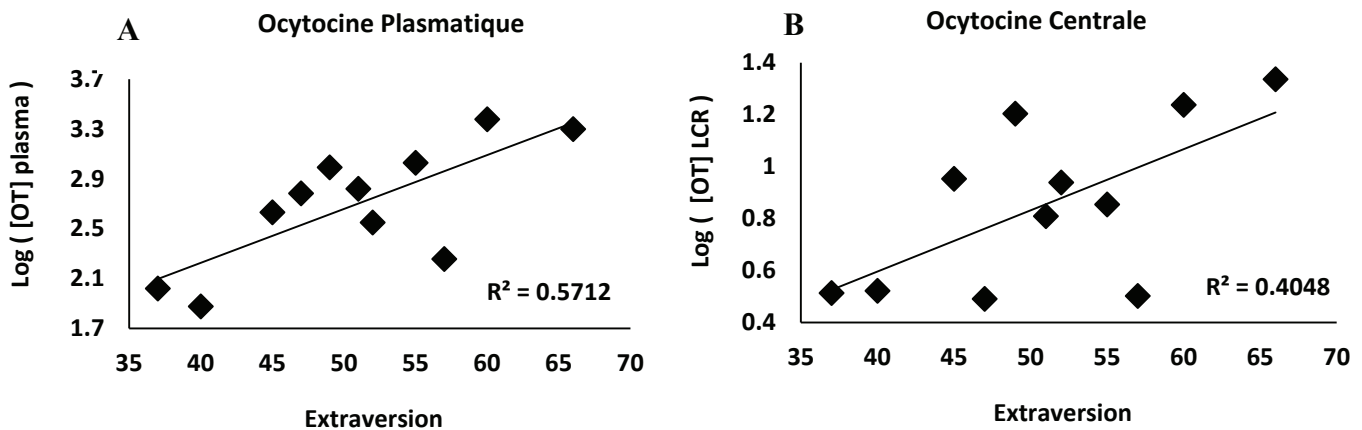 A
Ocytocine Plasmatique
Log ( [OT] plasma )
3.7
3.3
2.9
2.5
2.1
1.7
R² = 0.5712
35 40 45 50 55 60 65 70
Extraversion
B
Ocytocine Centrale
Log ( [OT] LCR )
1.4
1.2
1
0.8
0.6
0.4
R² = 0.4048
35 40 45 50 55 60 65 70
Extraversion